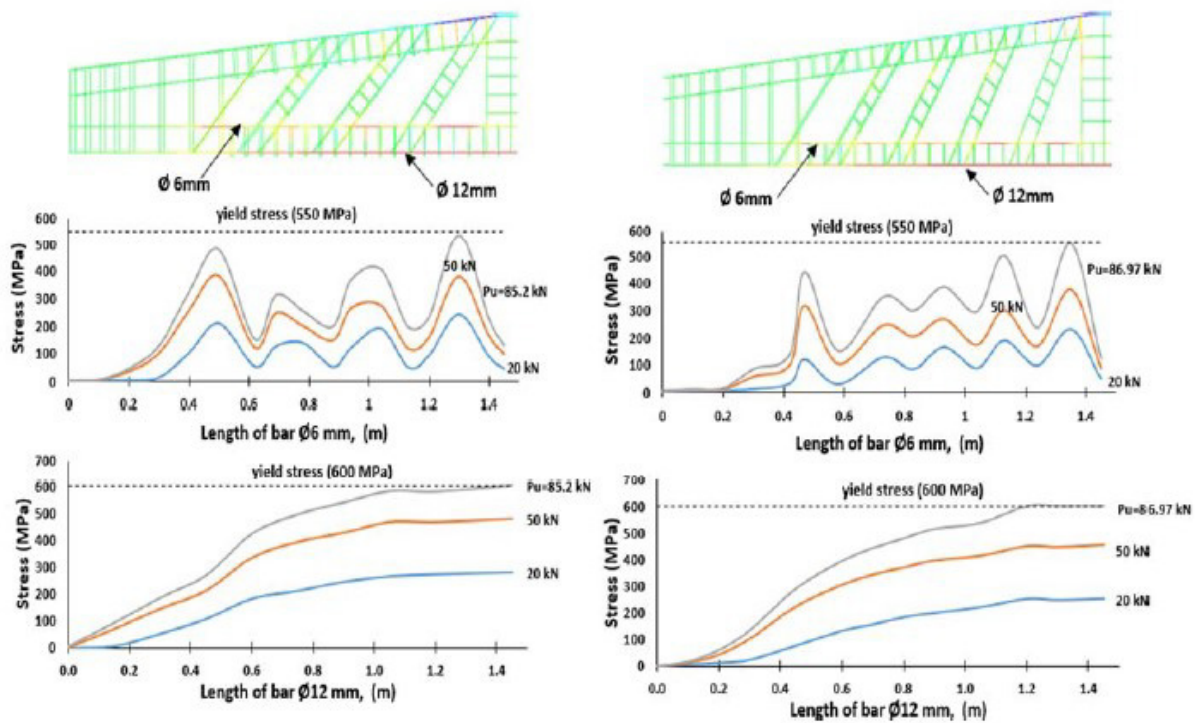 Ø 6mm
Ø 12mm
Ø 6mm
Ø 12mm
yield stress (550 MPa)
600
500
400
300
200
100
0
Stress (MPa)
50 kN
Pu=85.2 kN
20 kN
0 0.2 0.4 0.6 0.8 1 1.2 1.4
Length of bar Ø6 mm, (m)
yield stress (550 MPa)
600
500
400
300
200
100
0
Stress (MPa)
Pu=86.97 kN
50 kN
20 kN
0 0.2 0.4 0.6 0.8 1 1.2 1.4
Length of bar Ø6 mm, (m)
yield stress (600 MPa)
700
600
500
400
300
200
100
0
Stress (MPa)
Pu=85.2 kN
50 kN
20 kN
0.0 0.2 0.4 0.6 0.8 1.0 1.2 1.4
Length of bar Ø12 mm, (m)
yield stress (600 MPa)
700
600
500
400
300
200
100
0
Stress (MPa)
Pu=86.97 kN
50 kN
20 kN
0.0 0.2 0.4 0.6 0.8 1.0 1.2 1.4
Length of bar Ø12 mm, (m)